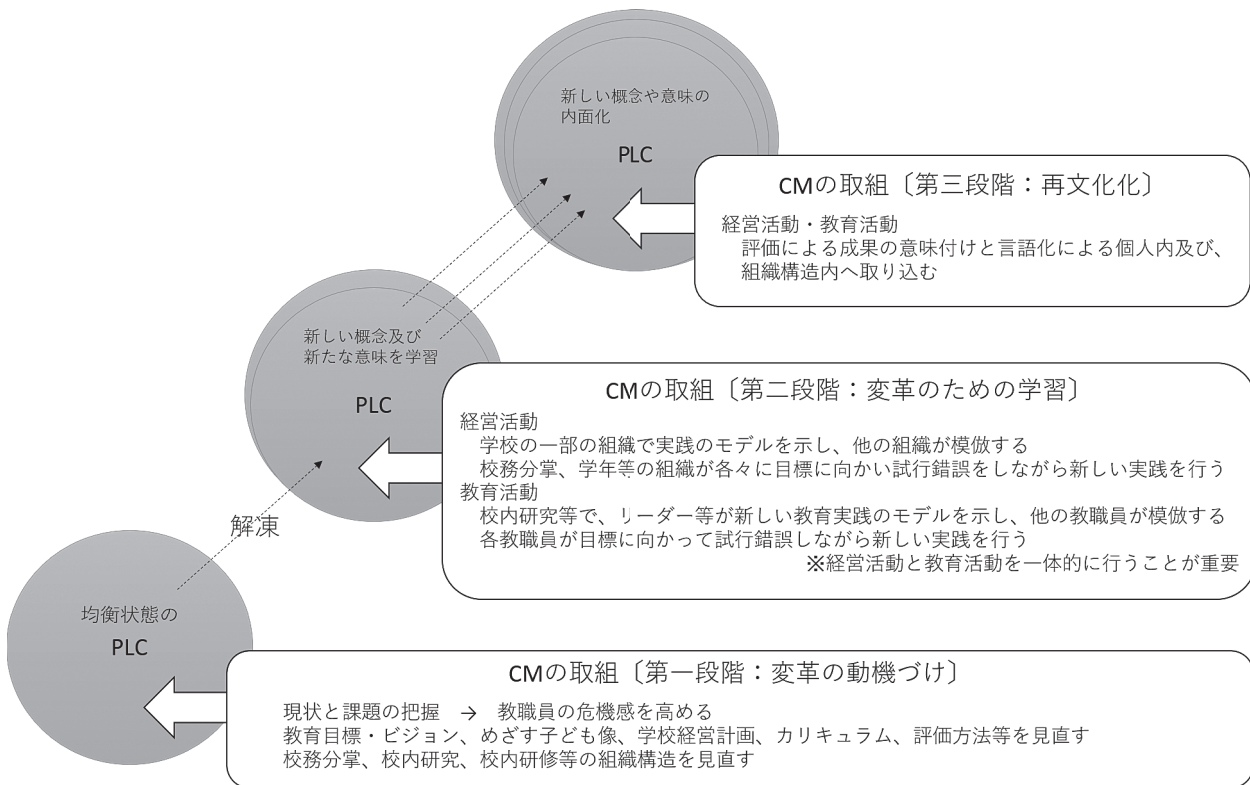 新しい概念や意味の
内面化
PLC
CMの取組〔第三段階：再文化化〕
経営活動・教育活動
評価による成果の意味付けと言語化による個人内及び、
組織構造内へ取り込む
新しい概念及び
新たな意味を学習
PLC
CMの取組〔第二段階：変革のための学習〕
経営活動
学校の一部の組織で実践のモデルを示し、他の組織が模倣する
校務分掌、学年等の組織が各々に目標に向かい試行錯誤をしながら新しい実践を行う
教育活動
校内研究等で、リーダー等が新しい教育実践のモデルを示し、他の教職員が模倣する
各教職員が目標に向かって試行錯誤しながら新しい実践を行う
※経営活動と教育活動を一体的に行うことが重要
解凍
均衡状態の
PLC
CMの取組〔第一段階：変革の動機づけ〕
現状と課題の把握　→　教職員の危機感を高める
教育目標・ビジョン、めざす子ども像、学校経営計画、カリキュラム、評価方法等を見直す
校務分掌、校内研究、校内研修等の組織構造を見直す